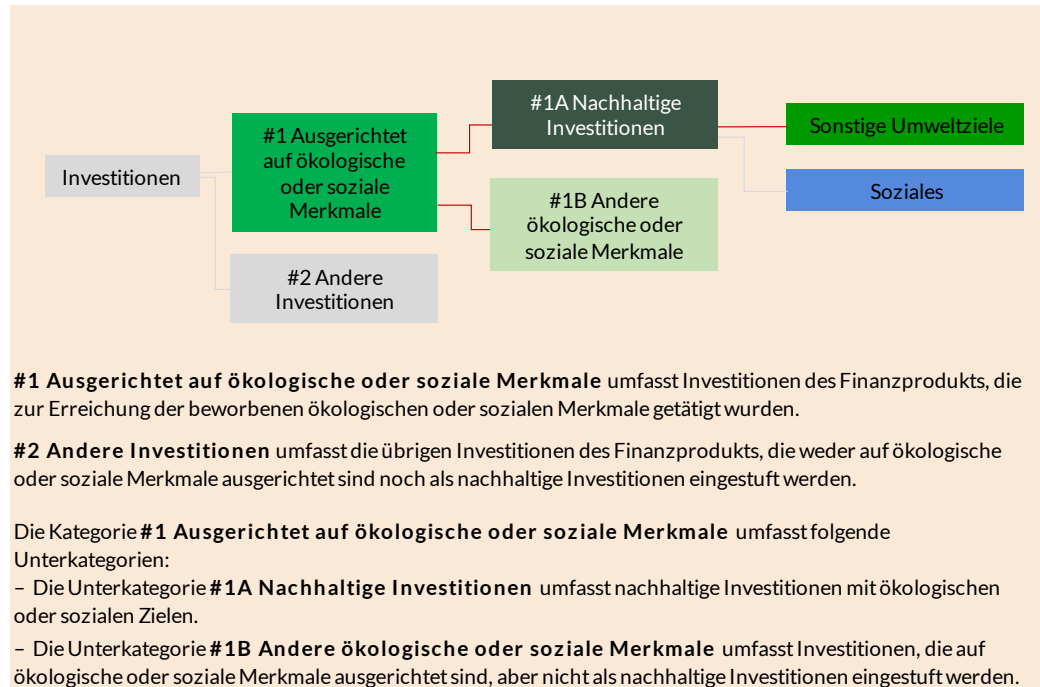 #1A Nachhaltige
Investitionen
Sonstige Umweltziele
#1 Ausgerichtet
auf ökologische
oder soziale
Merkmale
Investitionen
Soziales
#1B Andere
ökologische oder
soziale Merkmale
#2 Andere
Investitionen
#1 Ausgerichtet auf ökologische oder soziale Merkmale umfasst Investitionen des Finanzprodukts, die
zur Erreichung der beworbenen ökologischen oder sozialen Merkmale getätigt wurden.
#2 Andere Investitionen umfasst die übrigen Investitionen des Finanzprodukts, die weder auf ökologische
oder soziale Merkmale ausgerichtet sind noch als nachhaltige Investitionen eingestuft werden.
Die Kategorie #1 Ausgerichtet auf ökologische oder soziale Merkmale umfasst folgende
Unterkategorien:
– Die Unterkategorie #1A Nachhaltige Investitionen umfasst nachhaltige Investitionen mit ökologischen
oder sozialen Zielen.
– Die Unterkategorie #1B Andere ökologische oder soziale Merkmale umfasst Investitionen, die auf
ökologische oder soziale Merkmale ausgerichtet sind, aber nicht als nachhaltige Investitionen eingestuft werden.